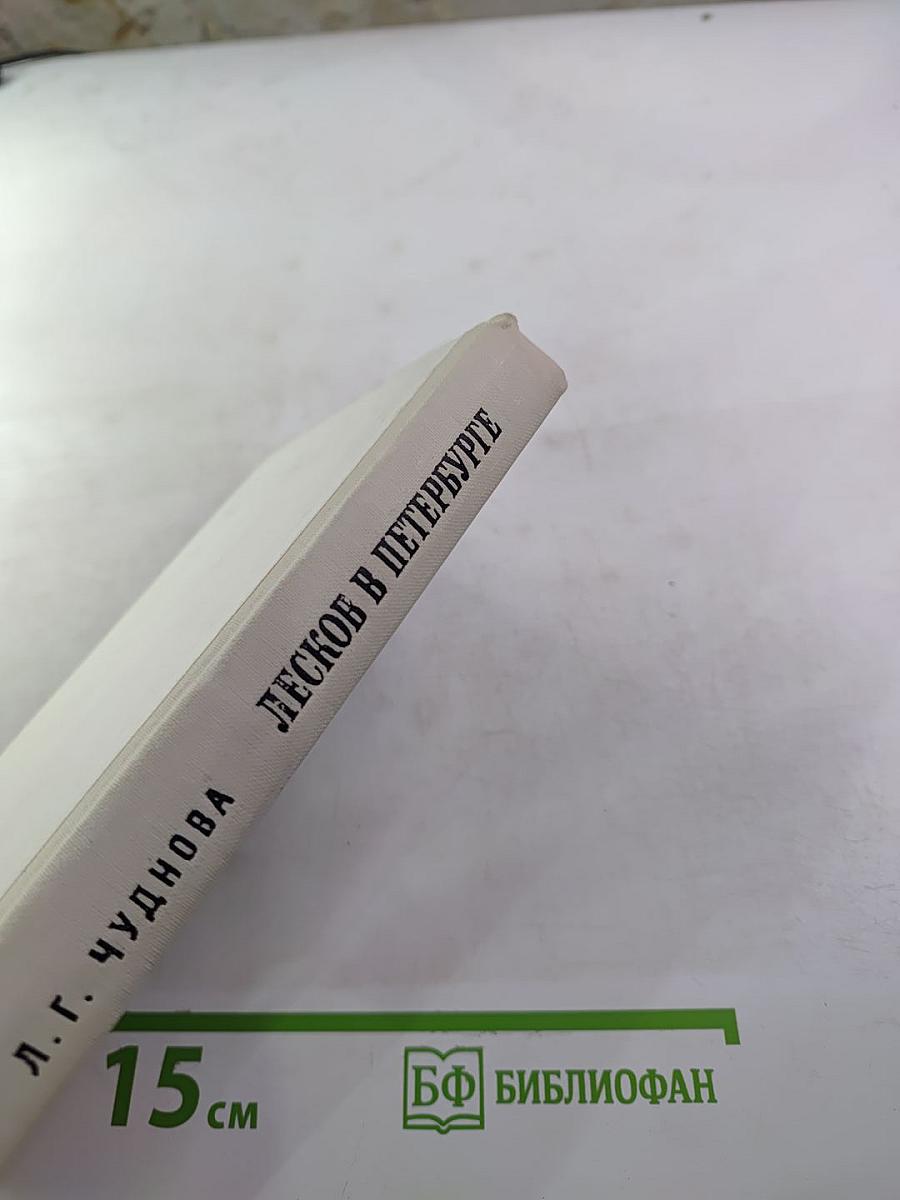 Л. Г. ЧУДНОВА ЛЕСКОВ В ПЕТЕРБУРГЕ
15 см
БФ БИБЛИОФАН